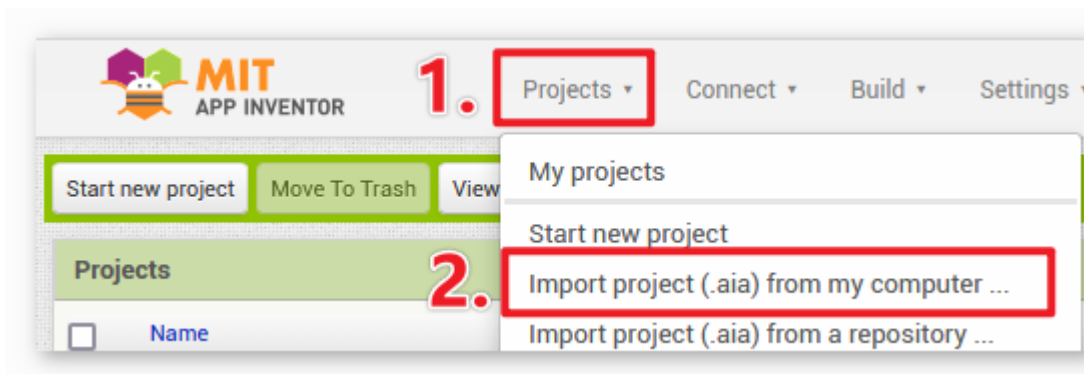 MIT
APP INVENTOR
1.
Projects ▾ Connect ▾ Build ▾ Settings
Start new project Move To Trash View
My projects
Start new project
Projects
2.
Import project (.aia) from my computer ...
Name
Import project (.aia) from a repository ...